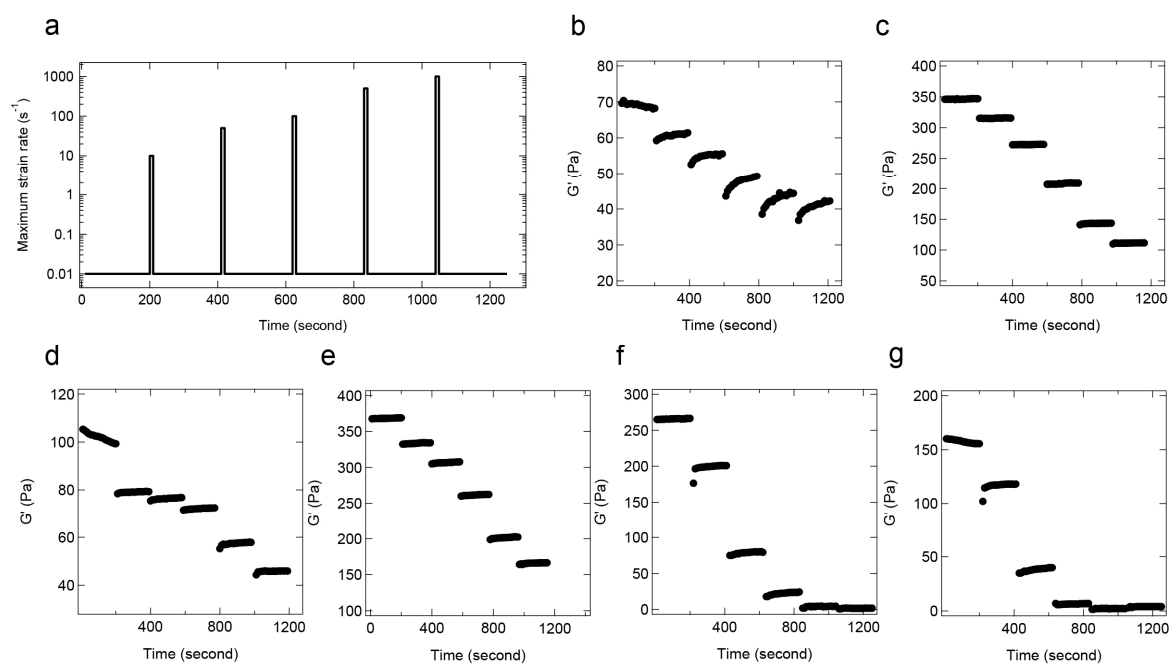 a
Maximum strain rate (s⁻¹)
1000
100
10
1
0.1
0.01
0 200 400 600 800 1000 1200
Time (second)
b
G' (Pa)
80
70
60
50
40
30
20
400 800 1200
Time (second)
c
G' (Pa)
400
350
300
250
200
150
100
50
400 800 1200
Time (second)
d
G' (Pa)
120
100
80
60
40
400 800 1200
Time (second)
e
G' (Pa)
400
350
300
250
200
150
100
0 400 800 1200
Time (second)
f
G' (Pa)
300
250
200
150
100
50
0
400 800 1200
Time (second)
g
G' (Pa)
200
150
100
50
0
400 800 1200
Time (second)